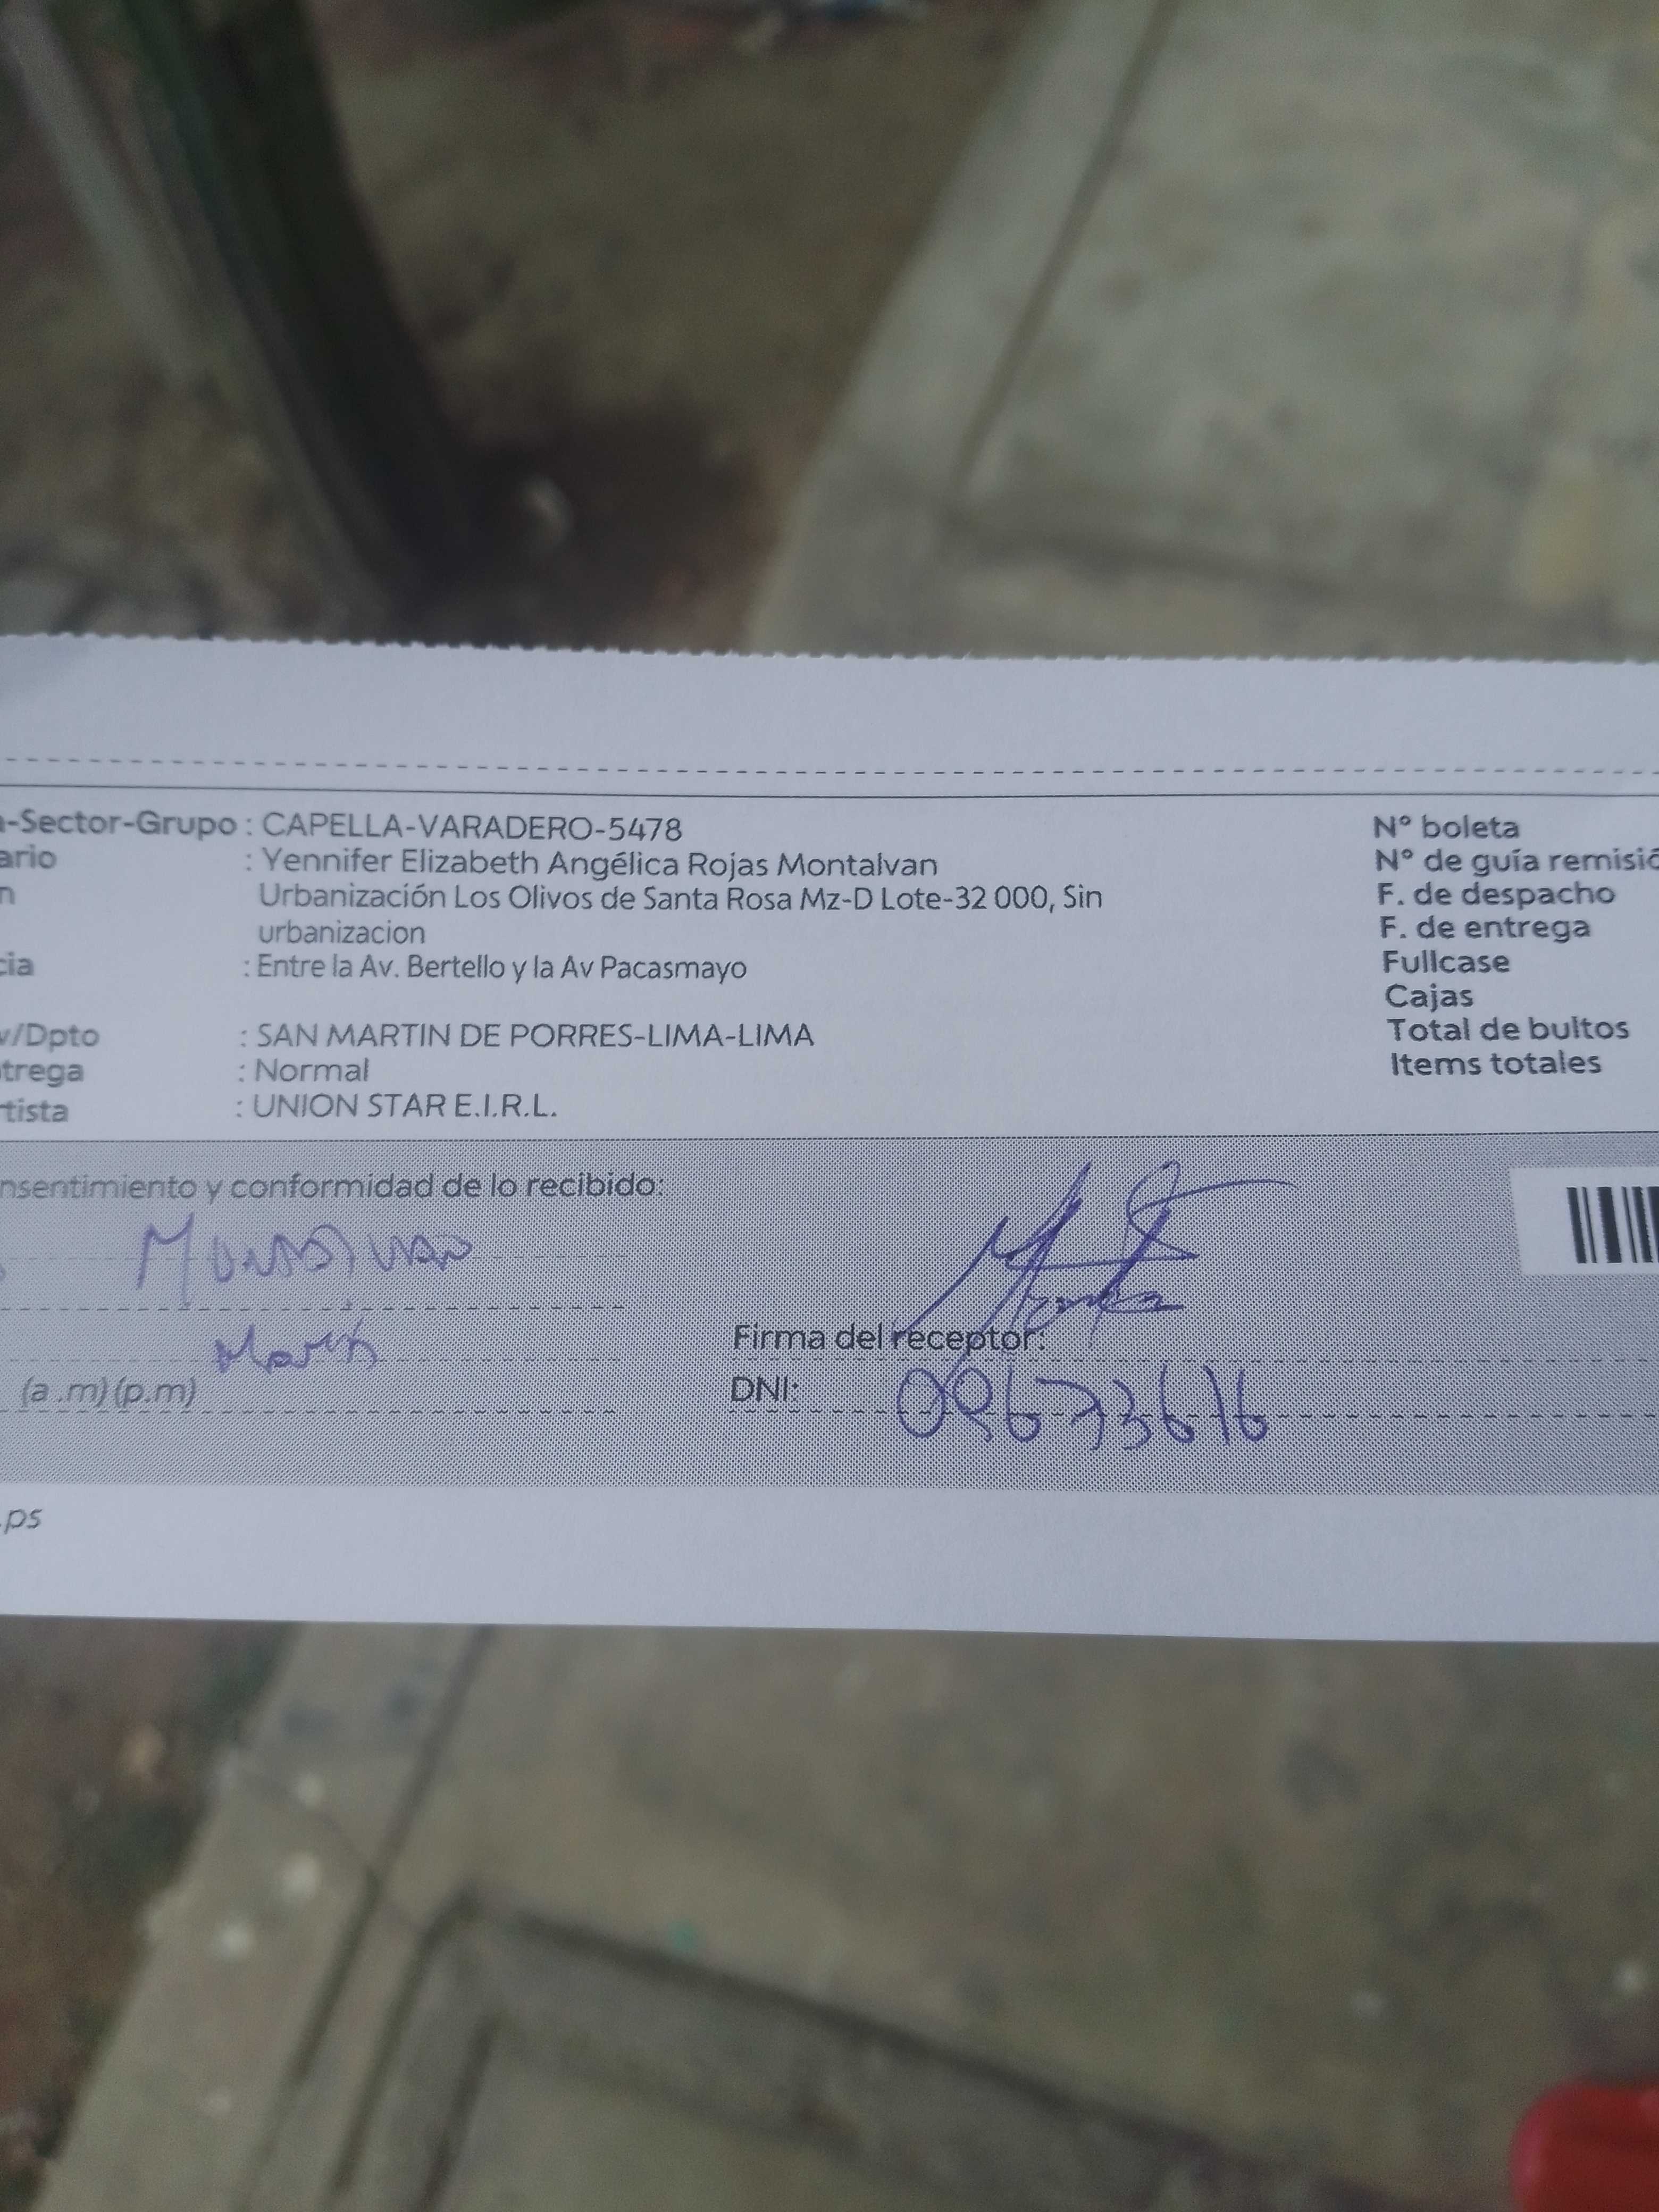 a-Sector-Grupo : CAPELLA-VARADERO-5478
ario : Yennifer Elizabeth Angélica Rojas Montalvan
n Urbanización Los Olivos de Santa Rosa Mz-D Lote-32 000, Sin
urbanizacion
cia : Entre la Av. Bertello y la Av Pacasmayo
v/Dpto : SAN MARTIN DE PORRES-LIMA-LIMA
trega : Normal
rtista : UNION STAR E.I.R.L.
N° boleta
N° de guía remisió
F. de despacho
F. de entrega
Fullcase
Cajas
Total de bultos
Items totales
nsentimiento y conformidad de lo recibido:
Montalvan
Firma del receptor:
(a.m) (p.m)
DNI: 09673616
.ps